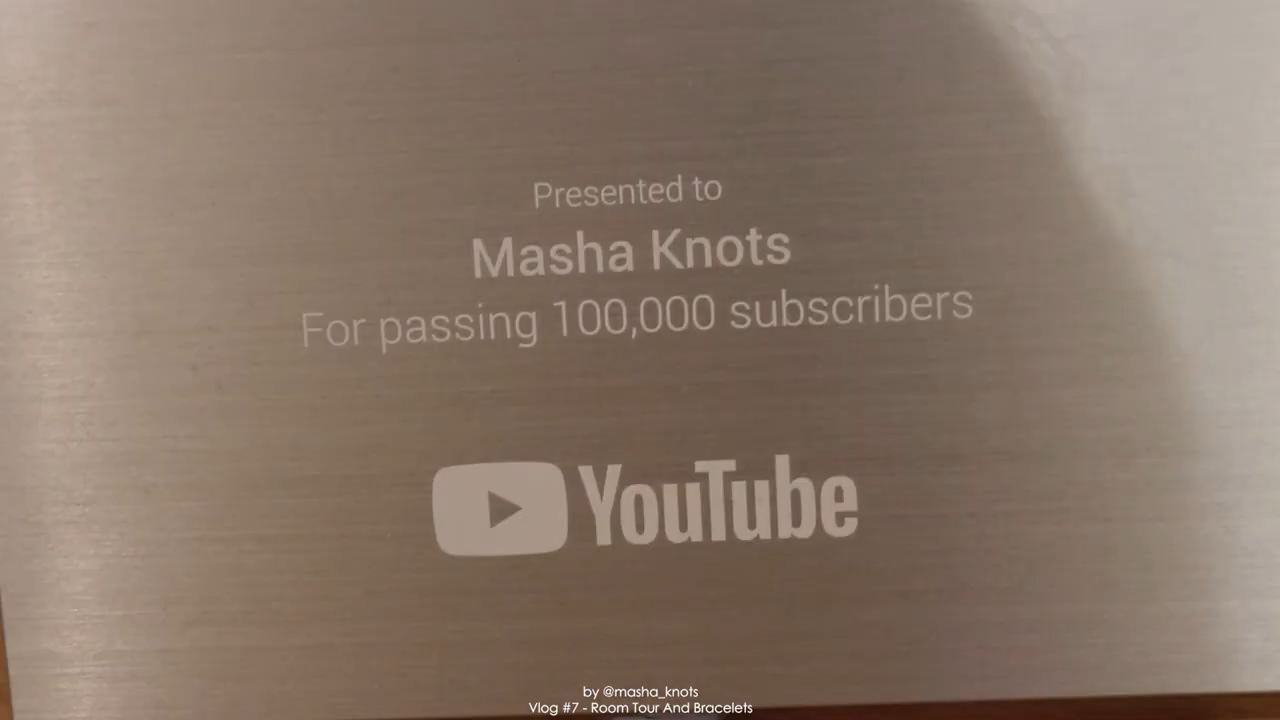 Presented to
Masha Knots
For passing 100,000 subscribers
YouTube
by @masha_knots
Vlog #7 - Room Tour And Bracelets